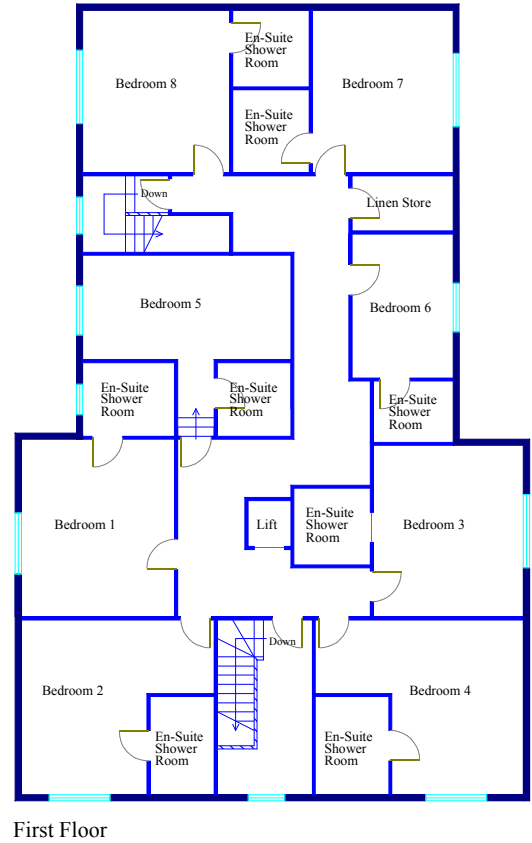 En-Suite
Shower
Room
Bedroom 8
Bedroom 7
En-Suite
Shower
Room
Down
Linen Store
Bedroom 5
Bedroom 6
En-Suite
Shower
Room
En-Suite
Shower
Room
En-Suite
Shower
Room
Bedroom 1
Lift
En-Suite
Shower
Room
Bedroom 3
Down
Bedroom 2
Bedroom 4
En-Suite
Shower
Room
En-Suite
Shower
Room
First Floor